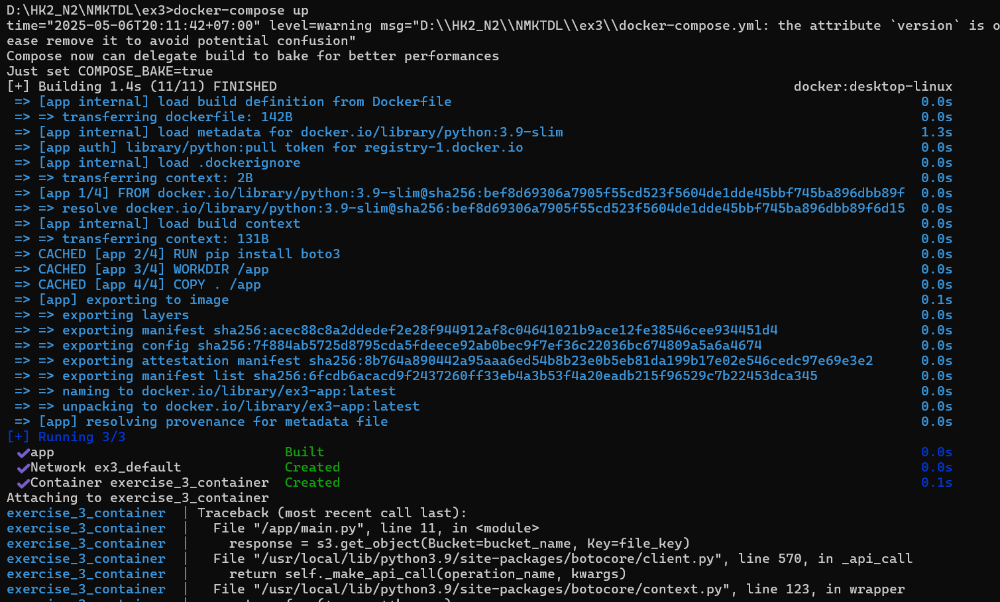 D:\HK2_N2\NMKTDL\ex3>docker-compose up
time="2025-05-06T20:11:42+07:00" level=warning msg="D:\\HK2_N2\\NMKTDL\\ex3\\docker-compose.yml: the attribute `version` is o
ease remove it to avoid potential confusion"
Compose now can delegate build to bake for better performances
Just set COMPOSE_BAKE=true
[+] Building 1.4s (11/11) FINISHED docker:desktop-linux
=> [app internal] load build definition from Dockerfile 0.0s
=> => transferring dockerfile: 142B 0.0s
=> [app internal] load metadata for docker.io/library/python:3.9-slim 1.3s
=> [app auth] library/python:pull token for registry-1.docker.io 0.0s
=> [app internal] load .dockerignore 0.0s
=> => transferring context: 2B 0.0s
=> [app 1/4] FROM docker.io/library/python:3.9-slim@sha256:bef8d69306a7905f55cd523f5604de1dde45bbf745ba896dbb89f 0.0s
=> => resolve docker.io/library/python:3.9-slim@sha256:bef8d69306a7905f55cd523f5604de1dde45bbf745ba896dbb89f6d15 0.0s
=> [app internal] load build context 0.0s
=> => transferring context: 131B 0.0s
=> CACHED [app 2/4] RUN pip install boto3 0.0s
=> CACHED [app 3/4] WORKDIR /app 0.0s
=> CACHED [app 4/4] COPY . /app 0.0s
=> [app] exporting to image 0.1s
=> => exporting layers 0.0s
=> => exporting manifest sha256:acec88c8a2ddedef2e28f944912af8c04641021b9ace12fe38546cee934451d4 0.0s
=> => exporting config sha256:7f884ab5725d8795cda5fdeece92ab0bec9f7ef36c22036bc674809a5a6a4674 0.0s
=> => exporting attestation manifest sha256:8b764a890442a95aaa6ed54b8b23e0b5eb81da199b17e02e546cedc97e69e3e2 0.0s
=> => exporting manifest list sha256:6fcdb6acacd9f2437260ff33eb4a3b53f4a20eadb215f96529c7b22453dca345 0.0s
=> => naming to docker.io/library/ex3-app:latest 0.0s
=> => unpacking to docker.io/library/ex3-app:latest 0.0s
=> [app] resolving provenance for metadata file 0.0s
[+] Running 3/3
✔app Built 0.0s
✔Network ex3_default Created 0.0s
✔Container exercise_3_container Created 0.1s
Attaching to exercise_3_container
exercise_3_container | Traceback (most recent call last):
exercise_3_container | File "/app/main.py", line 11, in <module>
exercise_3_container | response = s3.get_object(Bucket=bucket_name, Key=file_key)
exercise_3_container | File "/usr/local/lib/python3.9/site-packages/botocore/client.py", line 570, in _api_call
exercise_3_container | return self._make_api_call(operation_name, kwargs)
exercise_3_container | File "/usr/local/lib/python3.9/site-packages/botocore/context.py", line 123, in wrapper